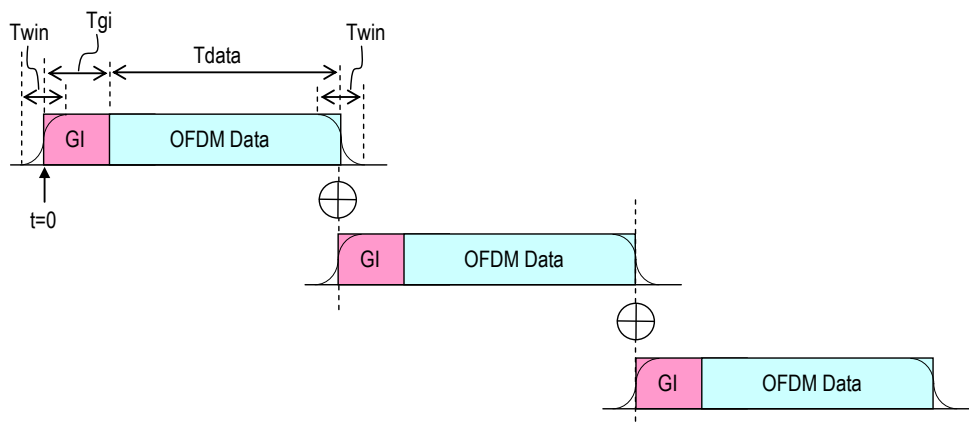 Twin
Tgi
Tdata
Twin
GI
OFDM Data
t=0
GI
OFDM Data
GI
OFDM Data